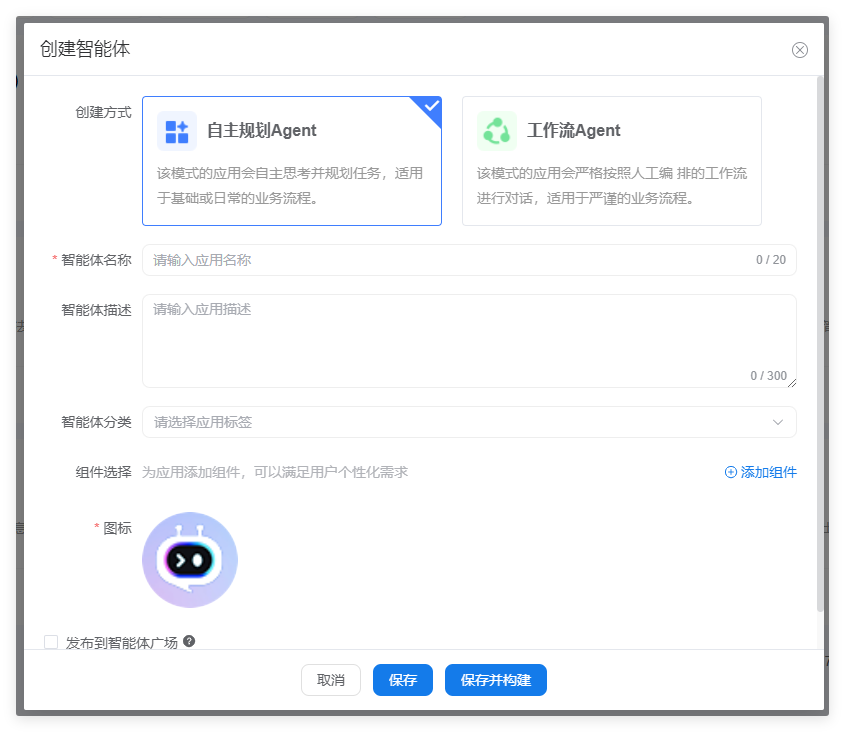 创建智能体
创建方式
自主规划Agent
该模式的应用会自主思考并规划任务，适用
于基础或日常的业务流程。
工作流Agent
该模式的应用会严格按照人工编 排的工作流
进行对话，适用于严谨的业务流程。
* 智能体名称
请输入应用名称
0 / 20
智能体描述
请输入应用描述
0 / 300
智能体分类
请选择应用标签
组件选择
为应用添加组件，可以满足用户个性化需求
添加组件
* 图标
发布到智能体广场
取消
保存
保存并构建